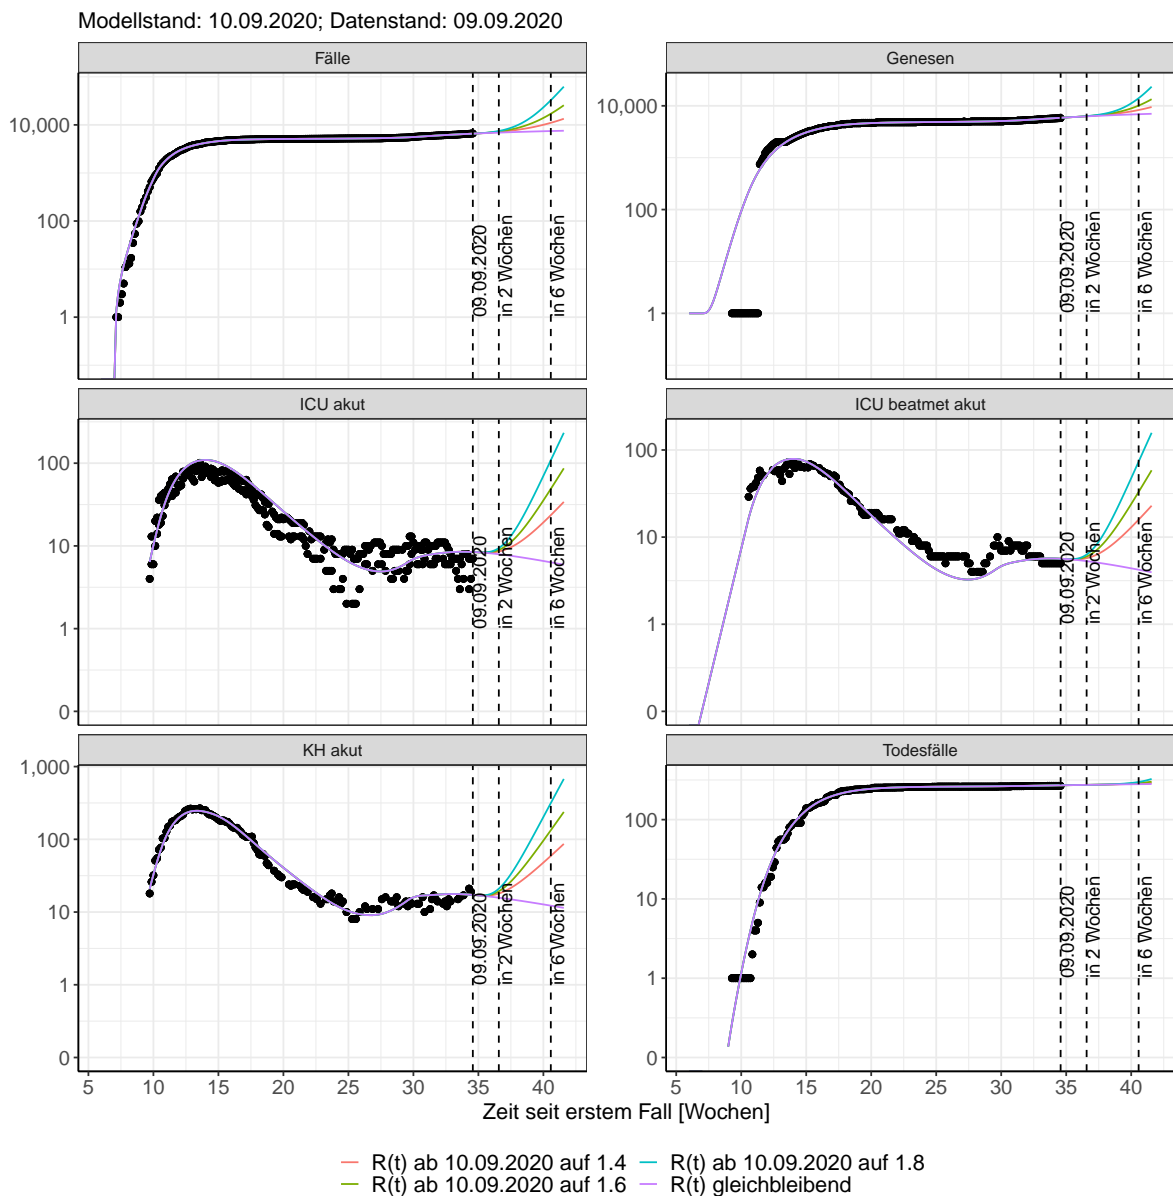 Modellstand: 10.09.2020; Datenstand: 09.09.2020
Fälle
Genesen
10,000
100
1
09.09.2020
in 2 Wochen
in 6 Wochen
10,000
100
1
09.09.2020
in 2 Wochen
in 6 Wochen
ICU akut
ICU beatmet akut
100
10
1
0
09.09.2020
in 2 Wochen
in 6 Wochen
100
10
1
0
09.09.2020
in 2 Wochen
in 6 Wochen
KH akut
Todesfälle
1,000
100
10
1
0
09.09.2020
in 2 Wochen
in 6 Wochen
100
10
1
0
09.09.2020
in 2 Wochen
in 6 Wochen
5 10 15 20 25 30 35 40
5 10 15 20 25 30 35 40
Zeit seit erstem Fall [Wochen]
R(t) ab 10.09.2020 auf 1.4
R(t) ab 10.09.2020 auf 1.8
R(t) ab 10.09.2020 auf 1.6
R(t) gleichbleibend